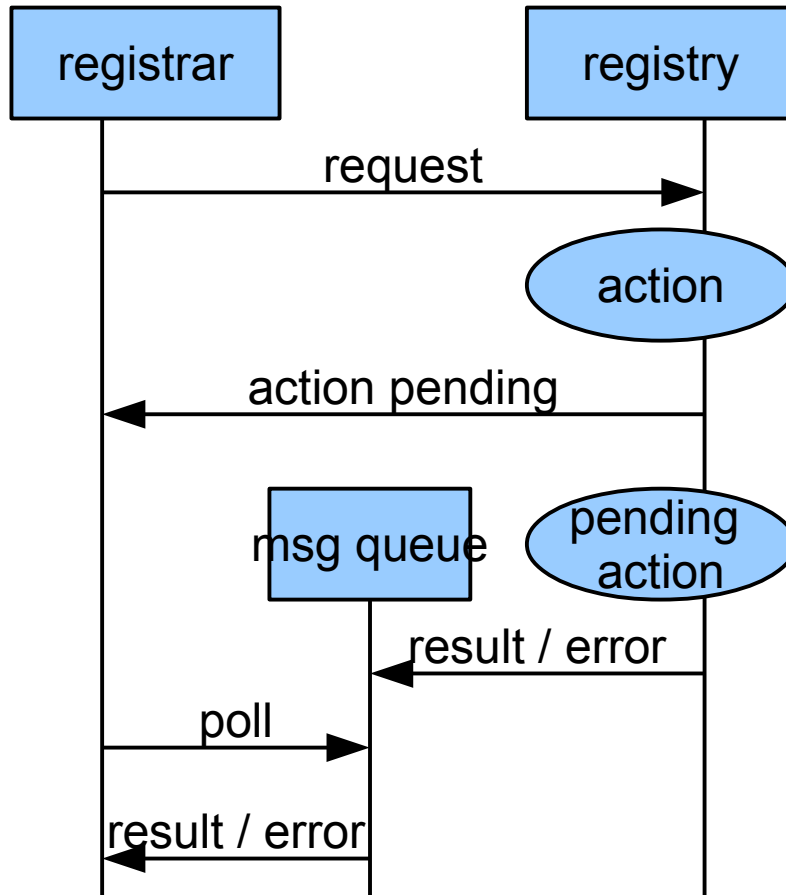 registrar
registry
request
action
action pending
msg queue
pending
action
result / error
poll
result / error